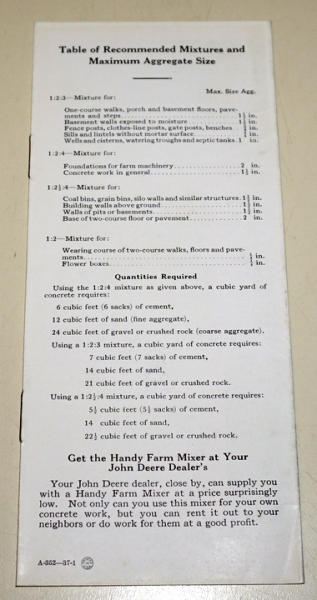 Table of Recommended Mixtures and
Maximum Aggregate Size
Max. Size Agg.
1:2:3—Mixture for:
One-course walks, porch and basement floors, pave-
ments and steps 1½ in.
Basement walls exposed to moisture 1½ in.
Fence posts, clothes-line posts, gate posts, benches in.
Sills and lintels without mortar surface in.
Wells and cisterns, watering troughs and septic tanks. 1 in.
1:2:4—Mixture for:
Foundations for farm machinery 2 in.
Concrete work in general 1½ in.
1:2½:4—Mixture for:
Coal bins, grain bins, silo walls and similar structures. 1½ in.
Building walls above ground 1½ in.
Walls of pits or basements 1½ in.
Base of two-course floor or pavement 2 in.
1:2—Mixture for:
Wearing course of two-course walks, floors and pave-
ments in.
Flower boxes in.
Quantities Required
Using the 1:2:4 mixture as given above, a cubic yard of
concrete requires:
6 cubic feet (6 sacks) of cement,
12 cubic feet of sand (fine aggregate),
24 cubic feet of gravel or crushed rock (coarse aggregate).
Using a 1:2:3 mixture, a cubic yard of concrete requires:
7 cubic feet (7 sacks) of cement,
14 cubic feet of sand,
21 cubic feet of gravel or crushed rock.
Using a 1:2½:4 mixture, a cubic yard of concrete requires:
5½ cubic feet (5½ sacks) of cement,
14 cubic feet of sand,
22½ cubic feet of gravel or crushed rock.
Get the Handy Farm Mixer at Your
John Deere Dealer's
Your John Deere dealer, close by, can supply you
with a Handy Farm Mixer at a price surprisingly
low. Not only can you use this mixer for your own
concrete work, but you can rent it out to your
neighbors or do work for them at a good profit.
A-352—37-1